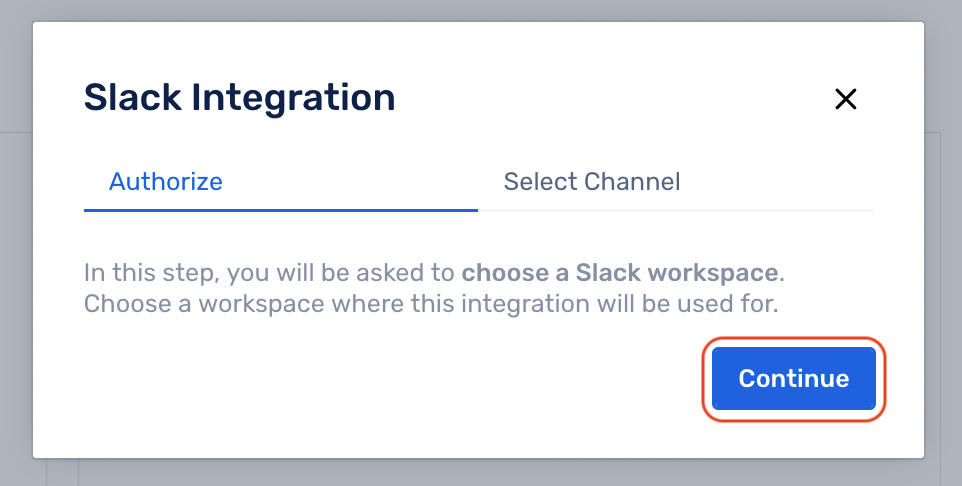 Slack Integration
Authorize
Select Channel
In this step, you will be asked to choose a Slack workspace.
Choose a workspace where this integration will be used for.
Continue